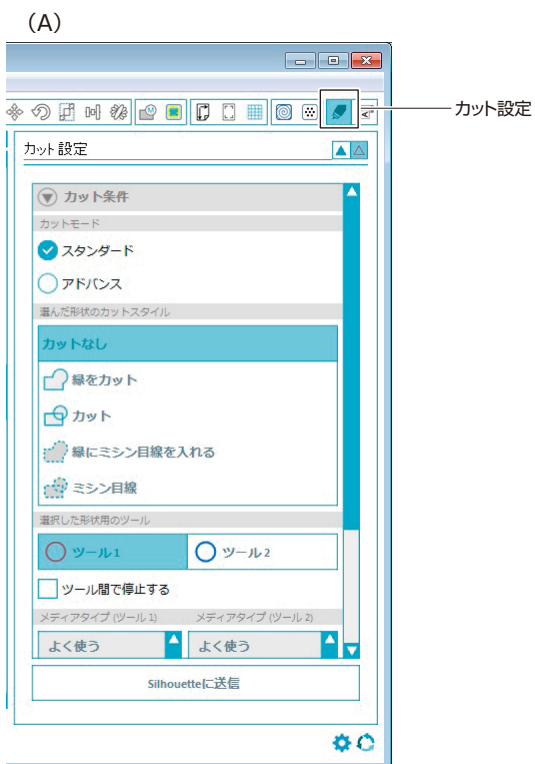 (A)
カット設定
カット設定
カット条件
カットモード
スタンダード
アドバンス
選んだ形状のカットスタイル
カットなし
縁をカット
カット
縁にミシン目線を入れる
ミシン目線
選択した形状用のツール
ツール1 ツール2
ツール間で停止する
メディアタイプ (ツール 1) メディアタイプ (ツール 2)
よく使う よく使う
Silhouetteに送信